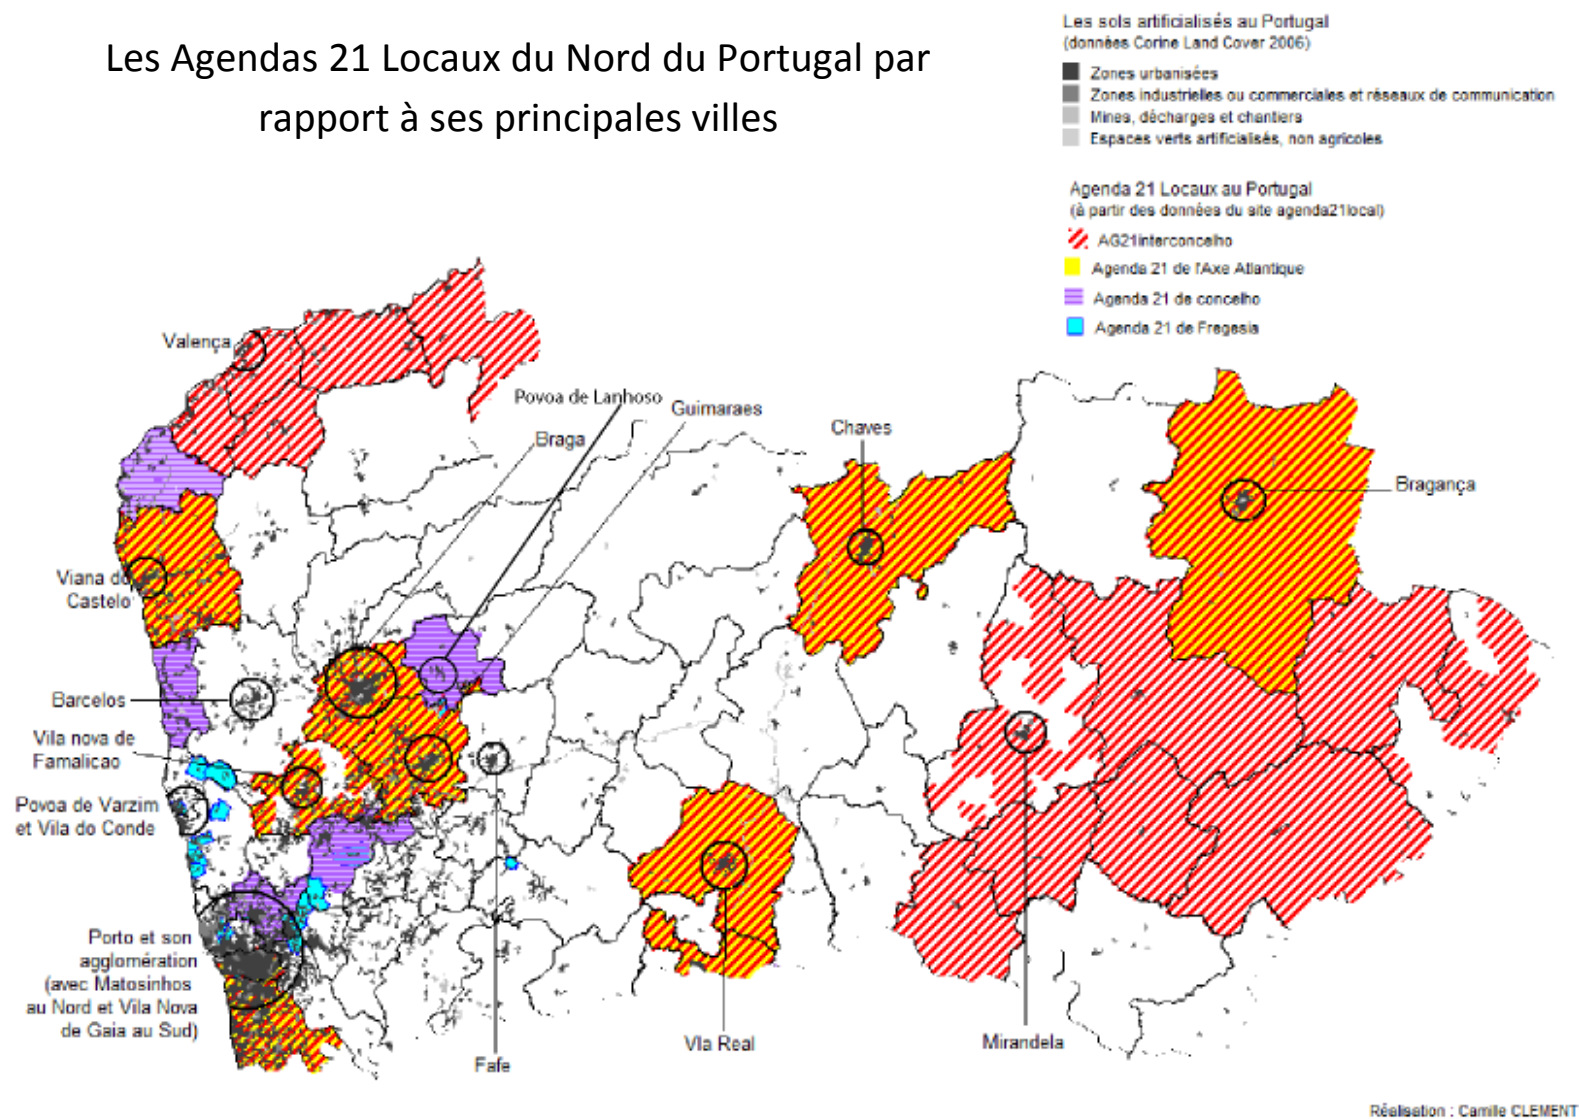 Les Agendas 21 Locaux du Nord du Portugal par
rapport à ses principales villes
Les sols artificialisés au Portugal
(données Corine Land Cover 2006)
Zones urbanisées
Zones industrielles ou commerciales et réseaux de communication
Mines, décharges et chantiers
Espaces verts artificialisés, non agricoles
Agenda 21 Locaux au Portugal
(à partir des données du site agenda21local)
AG21interconcelho
Agenda 21 de l'Axe Atlantique
Agenda 21 de concelho
Agenda 21 de Fregesia
Valença
Povoa de Lanhoso
Guimaraes
Braga
Chaves
Bragança
Viana do
Castelo
Barcelos
Vila nova de
Famalicao
Povoa de Varzim
et Vila do Conde
Porto et son
agglomération
(avec Matosinhos
au Nord et Vila Nova
de Gaia au Sud)
Fafe
Vila Real
Mirandela
Réalisation : Camille CLEMENT